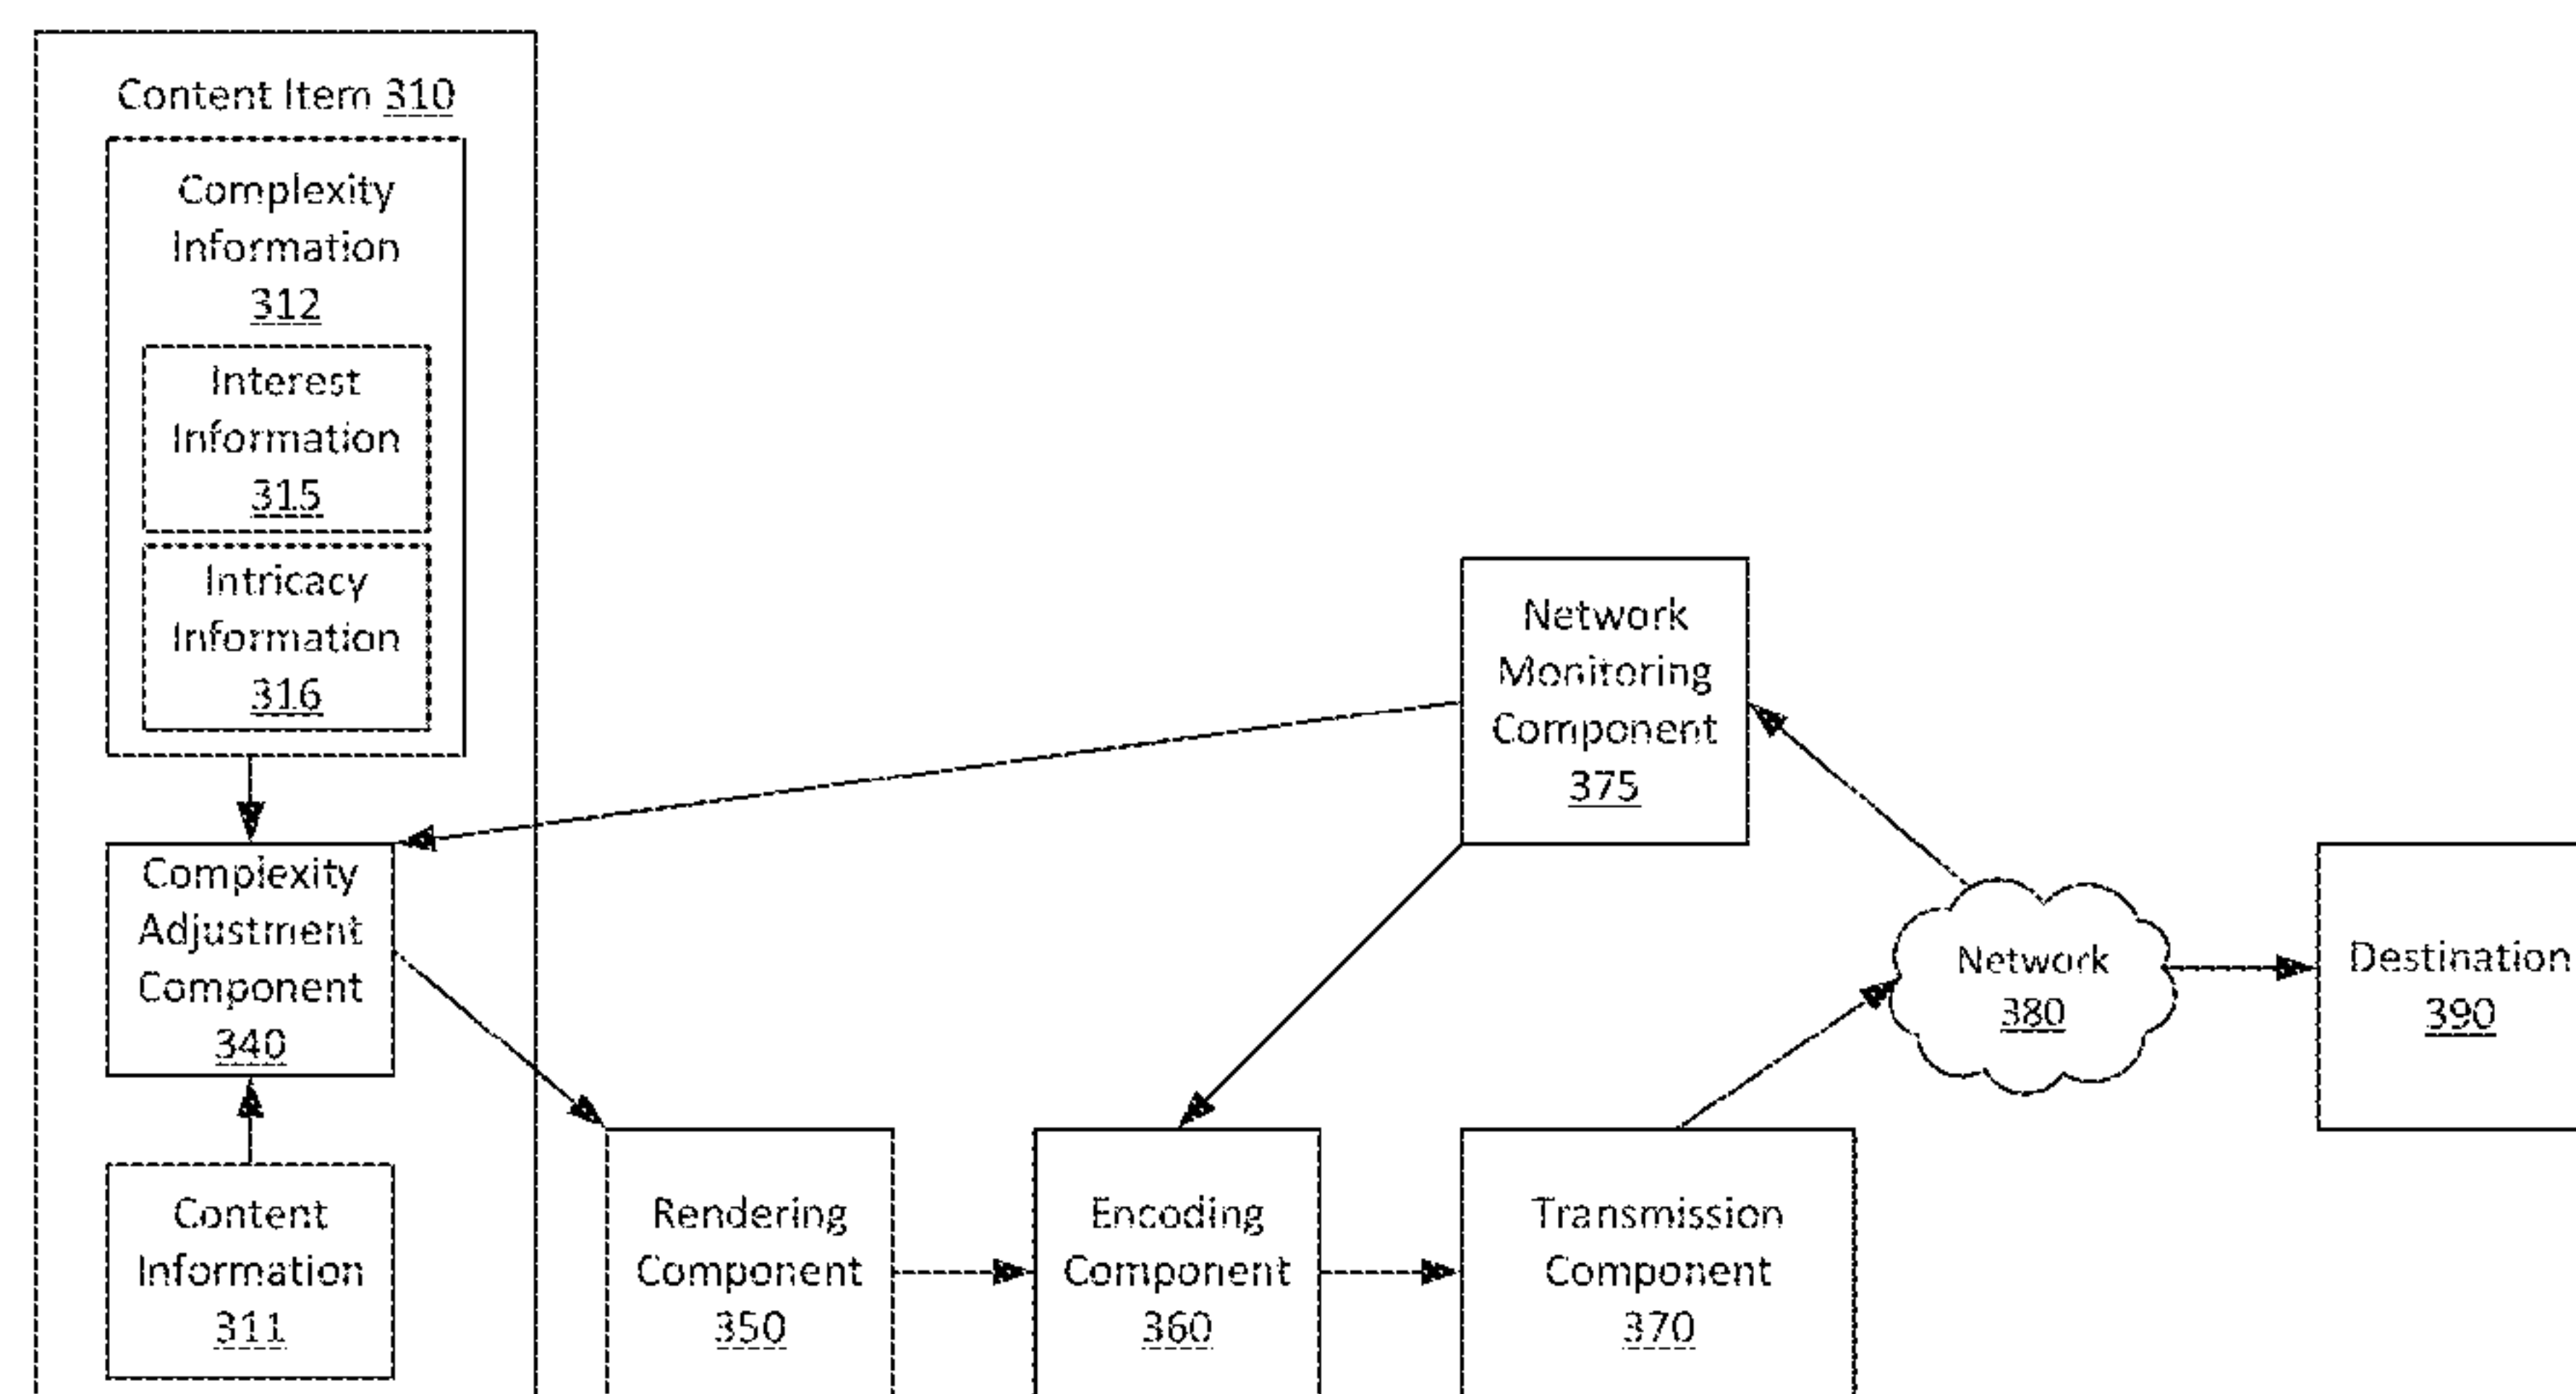 Content Item 310
Complexity
Information
312
Interest
Information
315
Intricacy
Information
316
Complexity
Adjustment
Component
340
Content
Information
311
Network
Monitoring
Component
375
Rendering
Component
350
Encoding
Component
360
Transmission
Component
370
Network
380
Destination
390